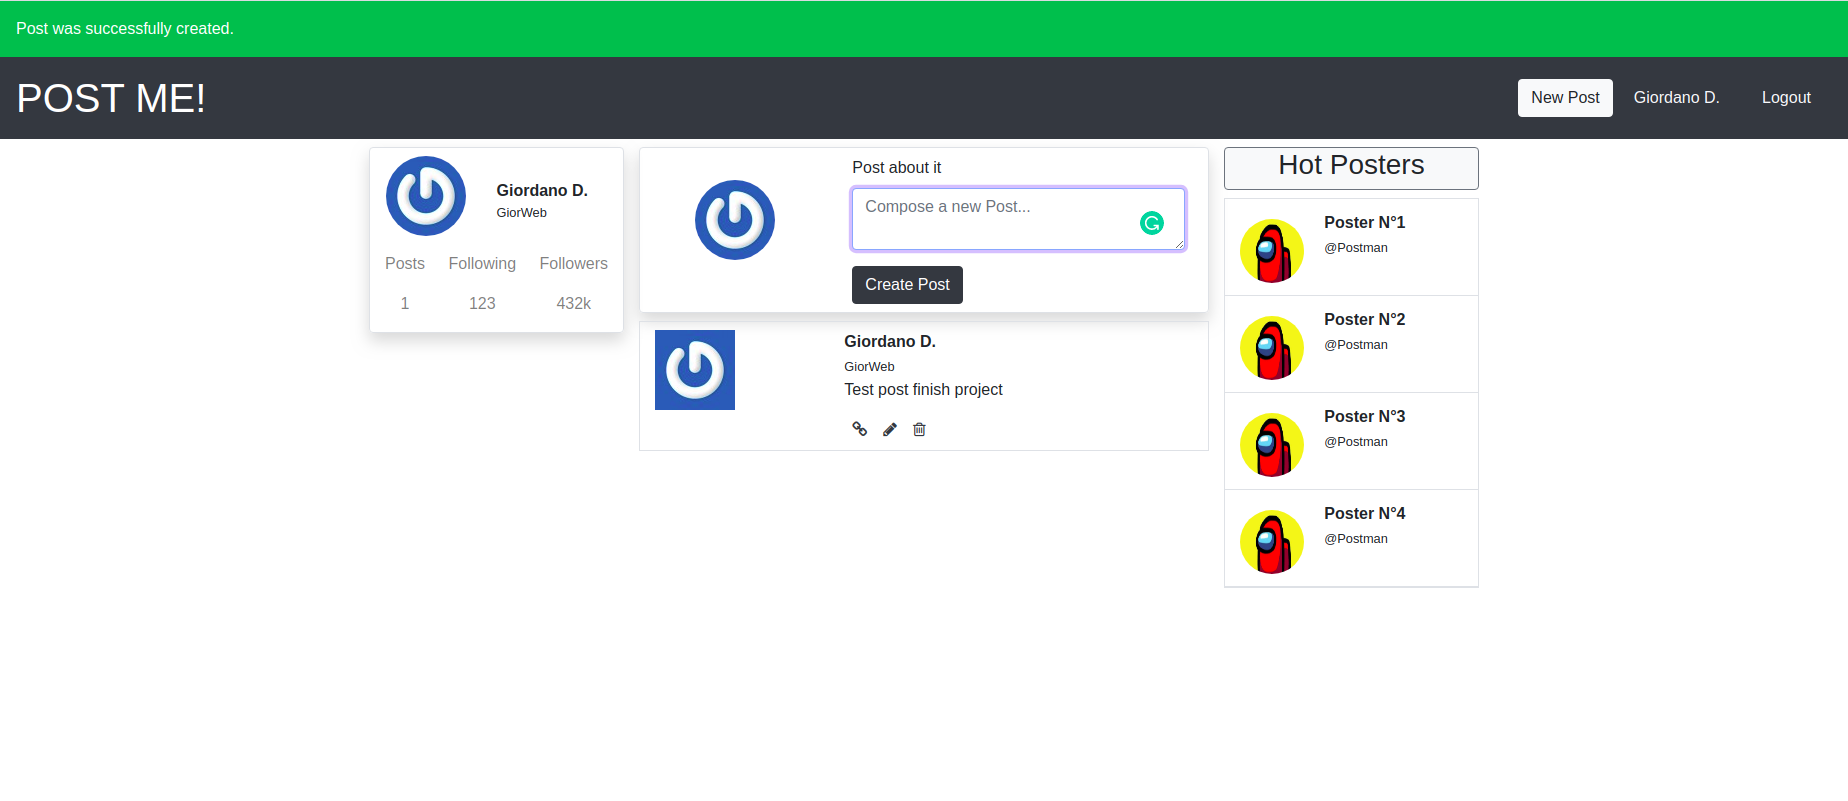 Post was successfully created.
POST ME!
New Post
Giordano D.
Logout
Giordano D.
GiorWeb
Posts Following Followers
1 123 432k
Post about it
Compose a new Post...
Create Post
Giordano D.
GiorWeb
Test post finish project
Hot Posters
Poster N°1
@Postman
Poster N°2
@Postman
Poster N°3
@Postman
Poster N°4
@Postman